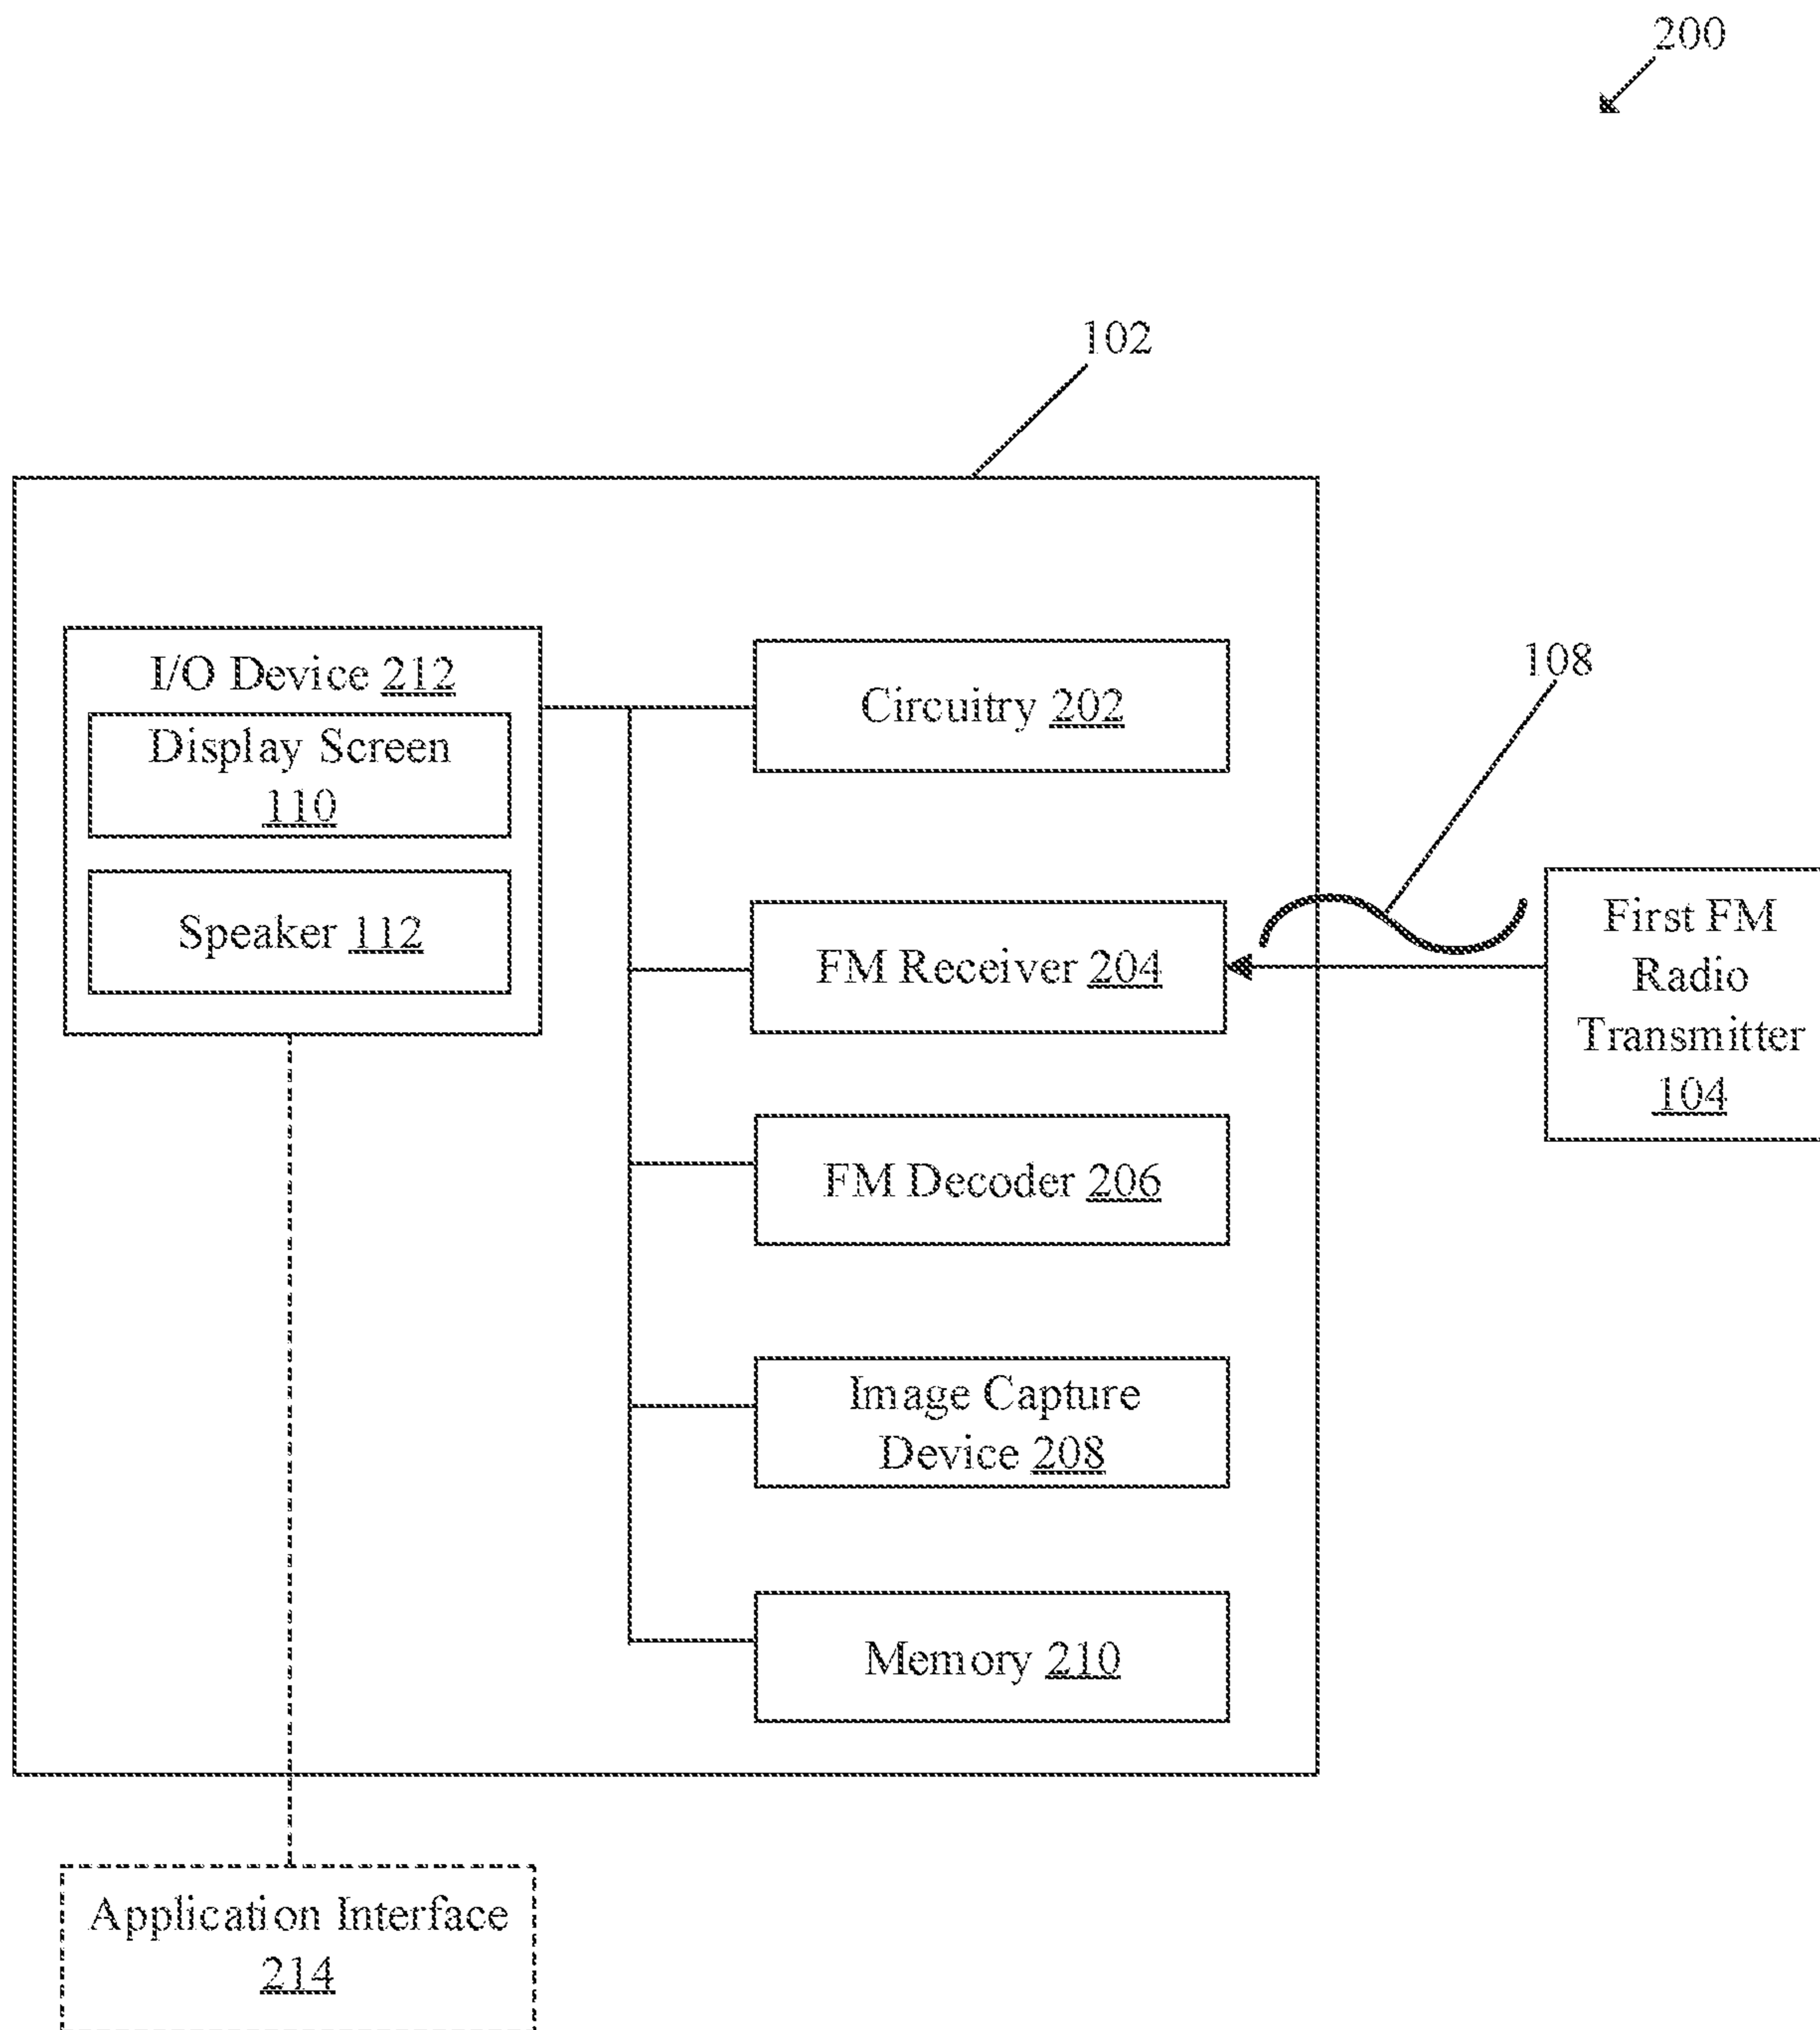 200
102
I/O Device 212
Display Screen
110
Speaker 112
Circuitry 202
108
FM Receiver 204
First FM
Radio
Transmitter
104
FM Decoder 206
Image Capture
Device 208
Memory 210
Application Interface
214